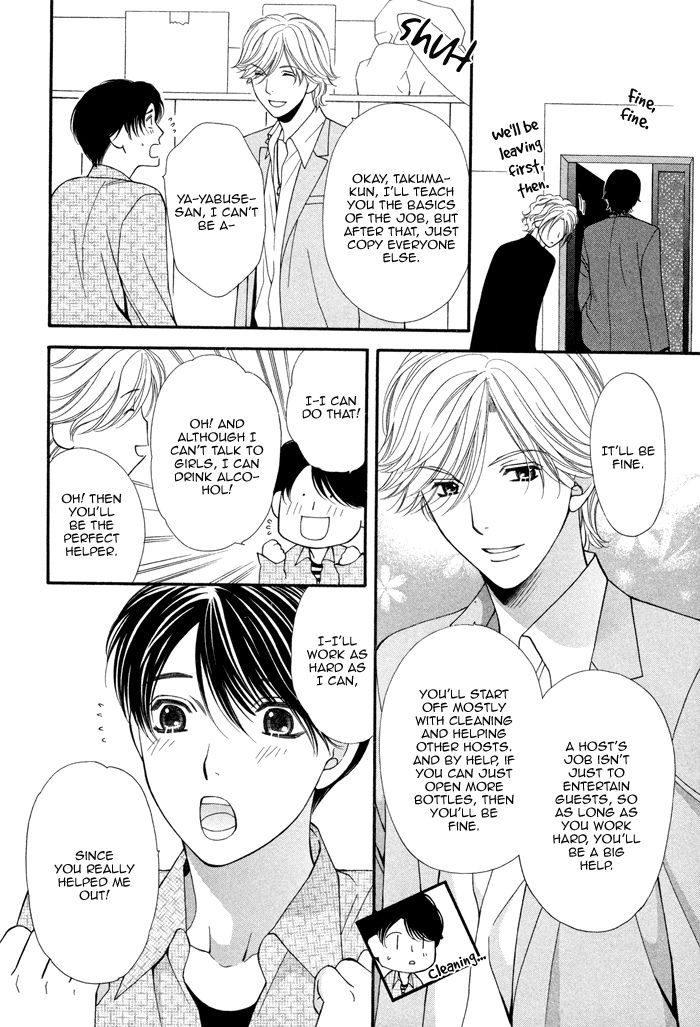 fine,
fine.
we'll be
leaving
first,
then.
Shut
OKAY, TAKUMA-
KUN, I'LL TEACH
YOU THE BASICS
OF THE JOB, BUT
AFTER THAT, JUST
COPY EVERYONE
ELSE.
YA-YABUSE-
SAN, I CAN'T
BE A-
IT'LL BE
FINE.
A HOST'S
JOB ISN'T
JUST TO
ENTERTAIN
GUESTS, SO
AS LONG AS
YOU WORK
HARD, YOU'LL
BE A BIG
HELP.
YOU'LL START
OFF MOSTLY
WITH CLEANING
AND HELPING
OTHER HOSTS.
AND BY HELP, IF
YOU CAN JUST
OPEN MORE
BOTTLES, THEN
YOU'LL BE
FINE.
cleaning...
I-I CAN
DO THAT!
OH! AND
ALTHOUGH I
CAN'T TALK TO
GIRLS, I CAN
DRINK ALCO-
HOL!
OH! THEN
YOU'LL
BE THE
PERFECT
HELPER.
I-I'LL
WORK AS
HARD AS
I CAN,
SINCE
YOU REALLY
HELPED ME
OUT!